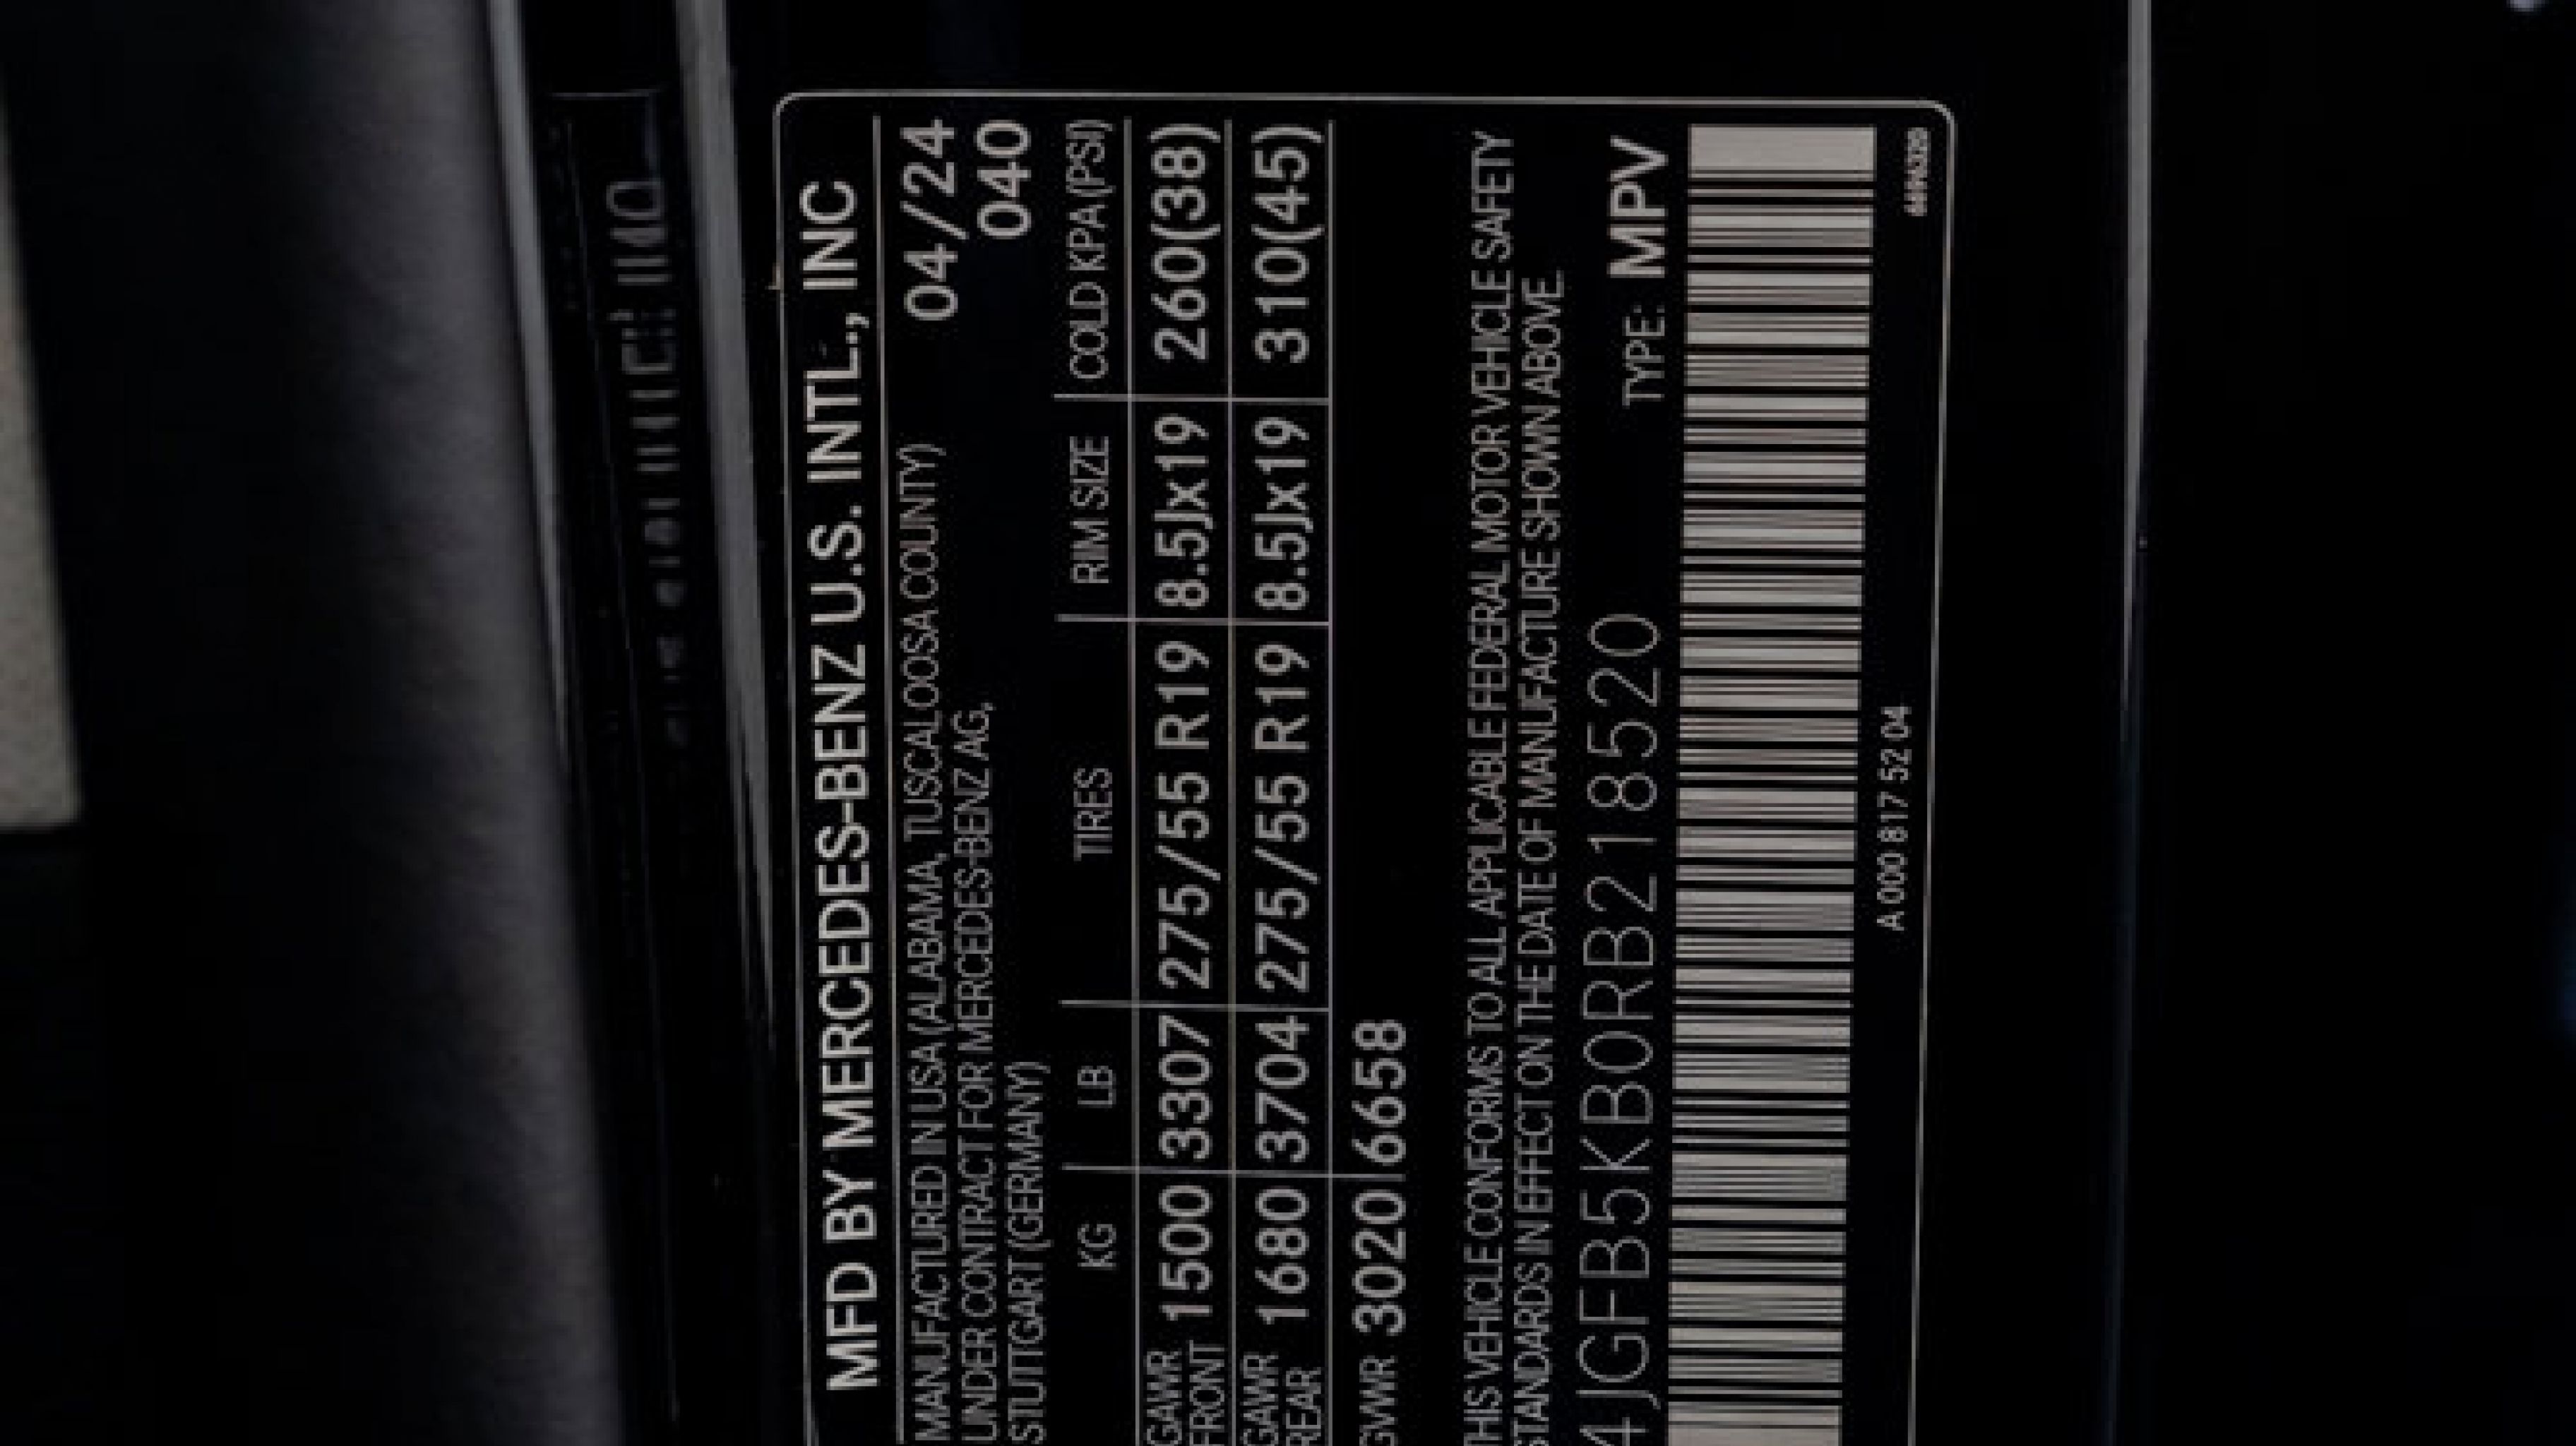 MFD BY MERCEDES-BENZ U.S. INTL., INC
MANUFACTURED IN USA (ALABAMA, TUSCALOOSA COUNTY) 04/24
UNDER CONTRACT FOR MERCEDES-BENZ AG, 040
STUTTGART (GERMANY)
KG LB TIRES RIM SIZE COLD KPA(PSI)
GAWR FRONT 1500 3307 275/55 R19 8.5Jx19 260(38)
GAWR REAR 1680 3704 275/55 R19 8.5Jx19 310(45)
GVWR 3020 6658
THIS VEHICLE CONFORMS TO ALL APPLICABLE FEDERAL MOTOR VEHICLE SAFETY
STANDARDS IN EFFECT ON THE DATE OF MANUFACTURE SHOWN ABOVE.
4JGFB5KB0RB218520 TYPE: MPV
A 000 817 52 04